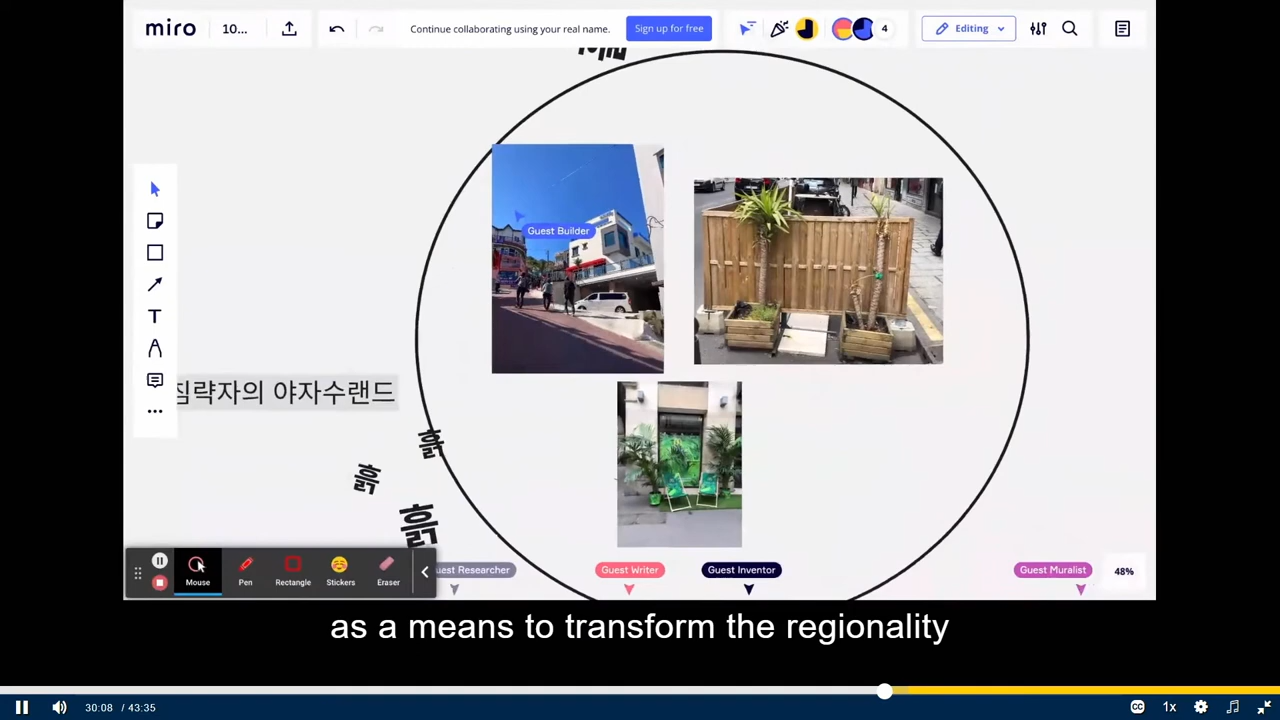 miro
10...
Continue collaborating using your real name.
Sign up for free
4
Editing
Guest Builder
침략자의 야자수랜드
흙
흙
흙
Mouse
Pen
Rectangle
Stickers
Eraser
uest Researcher
Guest Writer
Guest Inventor
Guest Muralist
48%
as a means to transform the regionality
30:08 / 43:35
CC
1x